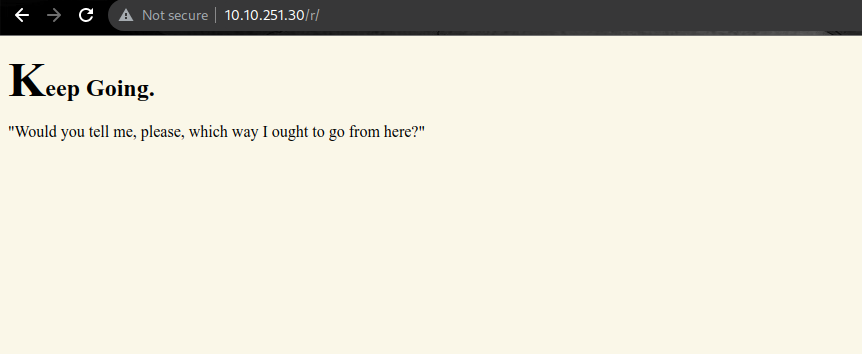 Not secure 10.10.251.30/r/
Keep Going.
"Would you tell me, please, which way I ought to go from here?"